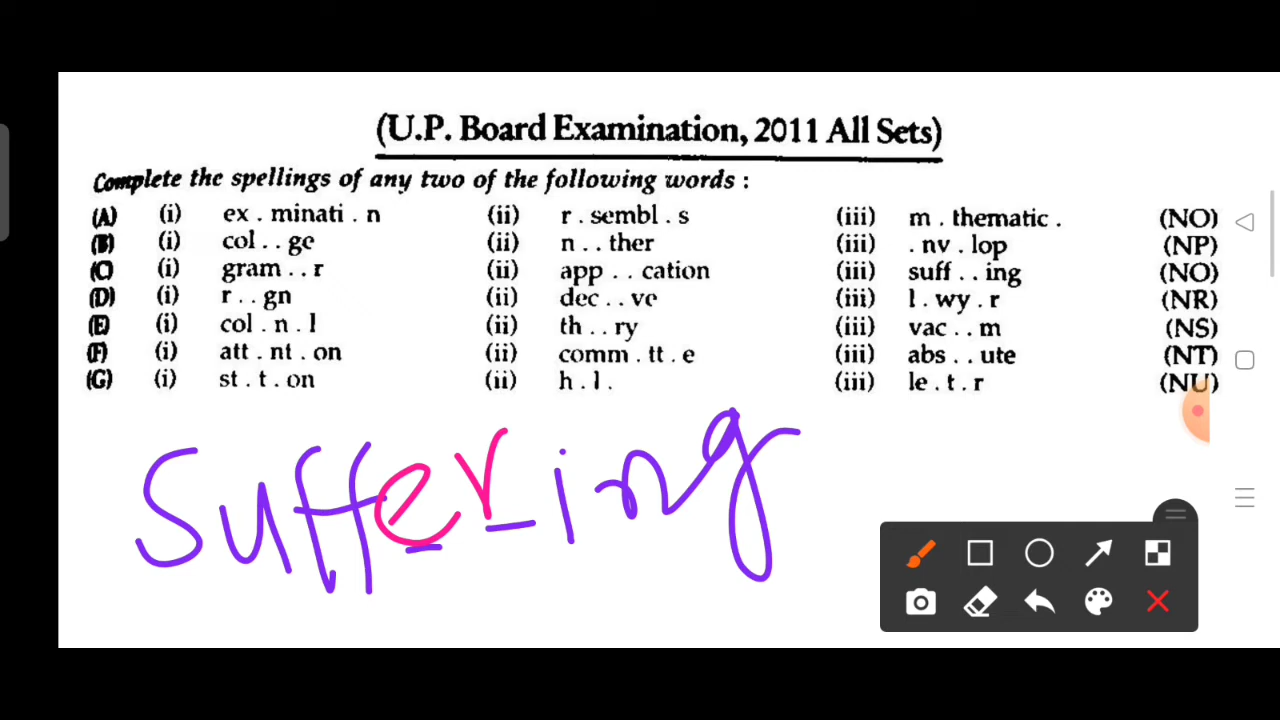 (U.P. Board Examination, 2011 All Sets)
Complete the spellings of any two of the following words :
(A) (i) ex . minati . n (ii) r . sembl . s (iii) m . thematic . (NO)
(B) (i) col . . ge (ii) n . . ther (iii) . nv . lop (NP)
(C) (i) gram . . r (ii) app . . cation (iii) suff . . ing (NO)
(D) (i) r . . gn (ii) dec . . ve (iii) l . wy . r (NR)
(E) (i) col . n . l (ii) th . . ry (iii) vac . . m (NS)
(F) (i) att . nt . on (ii) comm . tt . e (iii) abs . . ute (NT)
(G) (i) st . t . on (ii) h . l . (iii) le . t . r (NU)
Suffering